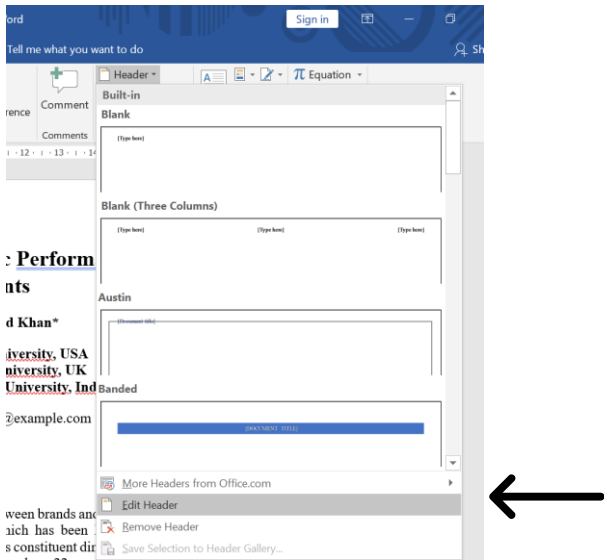 ord
Sign in
Tell me what you want to do
Sh
Header
A
π Equation
rence
Comment
Comments
12 · 13 · 14
Built-in
Blank
[Type here]
Blank (Three Columns)
[Type here] [Type here] [Type here]
Austin
[Document title]
Banded
[DOCUMENT TITLE]
More Headers from Office.com
Edit Header
Remove Header
Save Selection to Header Gallery...
c Perform
nts
d Khan*
iversity, USA
niversity, UK
University, Ind
@example.com
ween brands and
hich has been
s constituent dir